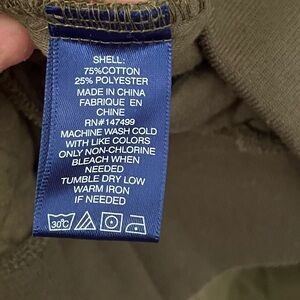 SHELL:
75%COTTON
25% POLYESTER
MADE IN CHINA
FABRIQUE EN
CHINE
RN#147499
MACHINE WASH COLD
WITH LIKE COLORS
ONLY NON-CHLORINE
BLEACH WHEN
NEEDED
TUMBLE DRY LOW
WARM IRON
IF NEEDED
30°C